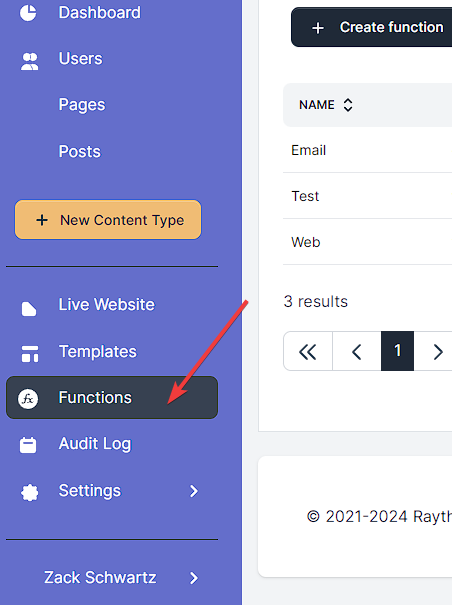 Dashboard
Users
Pages
Posts
+ New Content Type
Live Website
Templates
fx Functions
Audit Log
Settings
Zack Schwartz
+ Create function
NAME
Email
Test
Web
3 results
1
© 2021-2024 Rayth